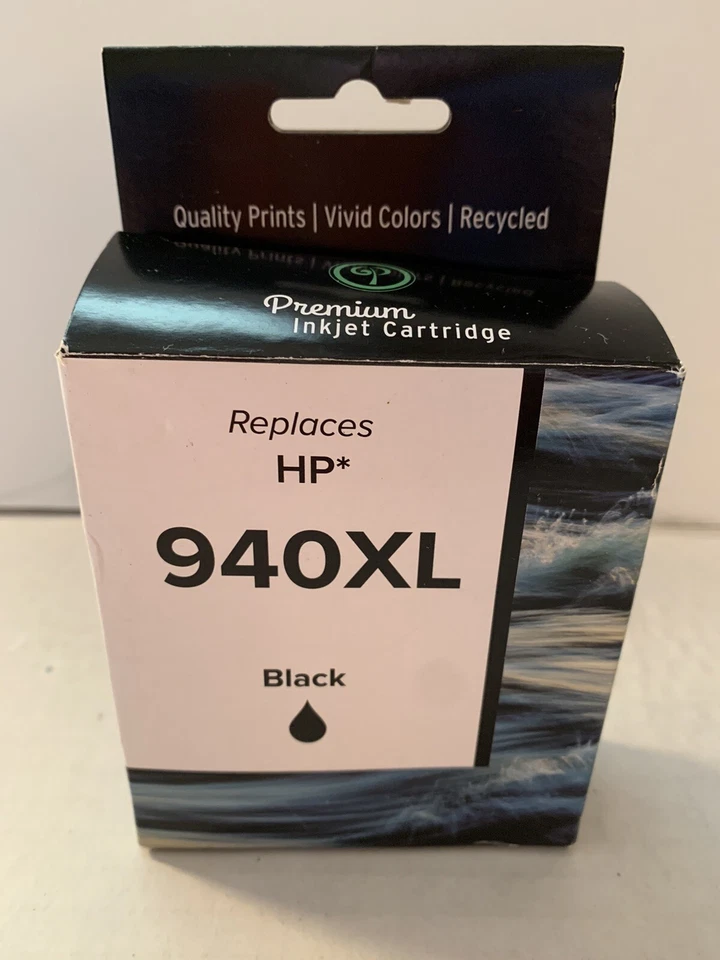 Quality Prints | Vivid Colors | Recycled
Premium
Inkjet Cartridge
Replaces
HP*
940XL
Black